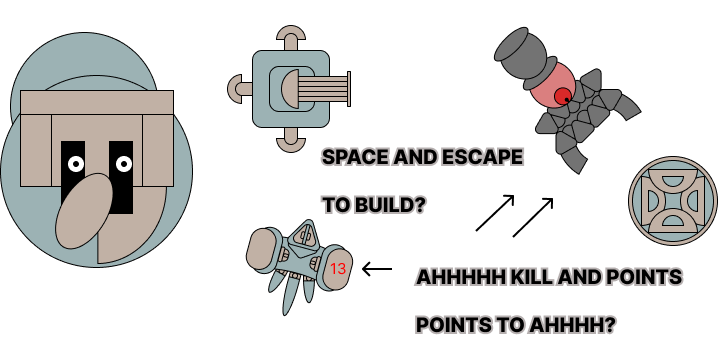 SPACE AND ESCAPE
TO BUILD?
13
AHHHHH KILL AND POINTS
POINTS TO AHHHH?